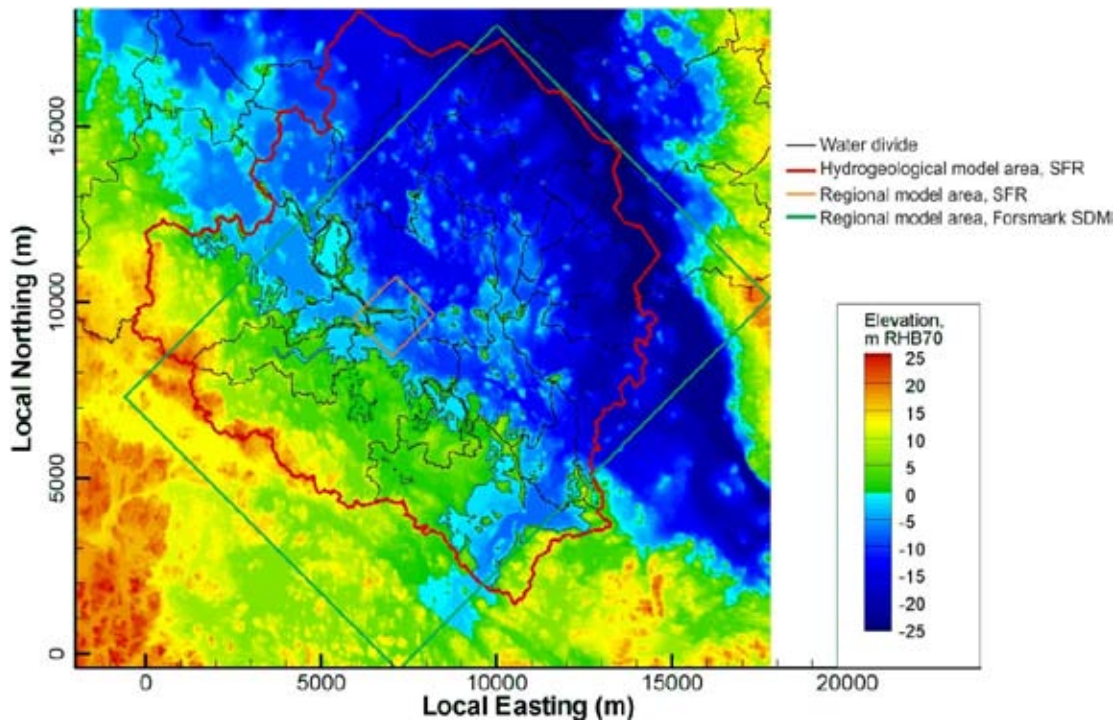 15000
10000
50000
0
Local Northing (m)
0
5000
10000
15000
20000
Local Easting (m)
Water divide
Hydrogeological model area, SFR
Regional model area, SFR
Regional model area, Forsmark SDM
Elevation,
m RHB70
25
20
15
10
5
0
-5
-10
-15
-20
-25